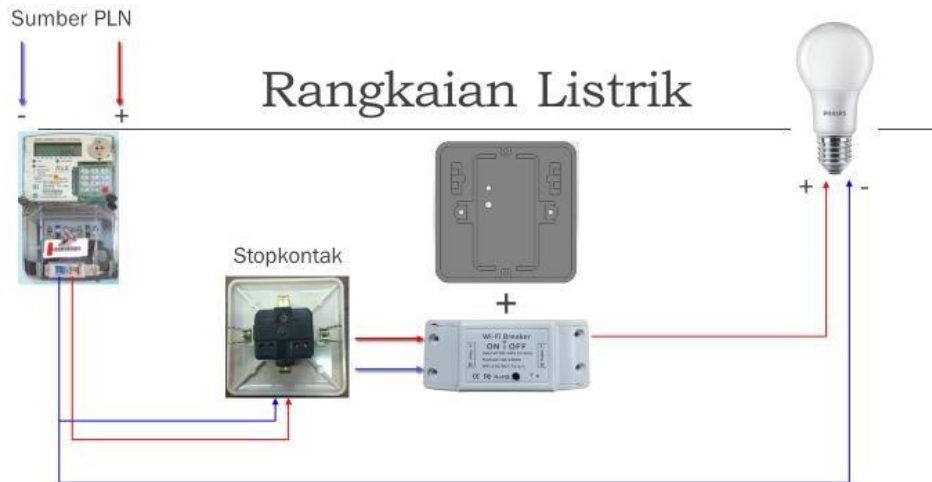 Sumber PLN
- +
Rangkaian Listrik
PHILIPS
+ -
Stopkontak
+
Wi-Fi Breaker
ON OFF